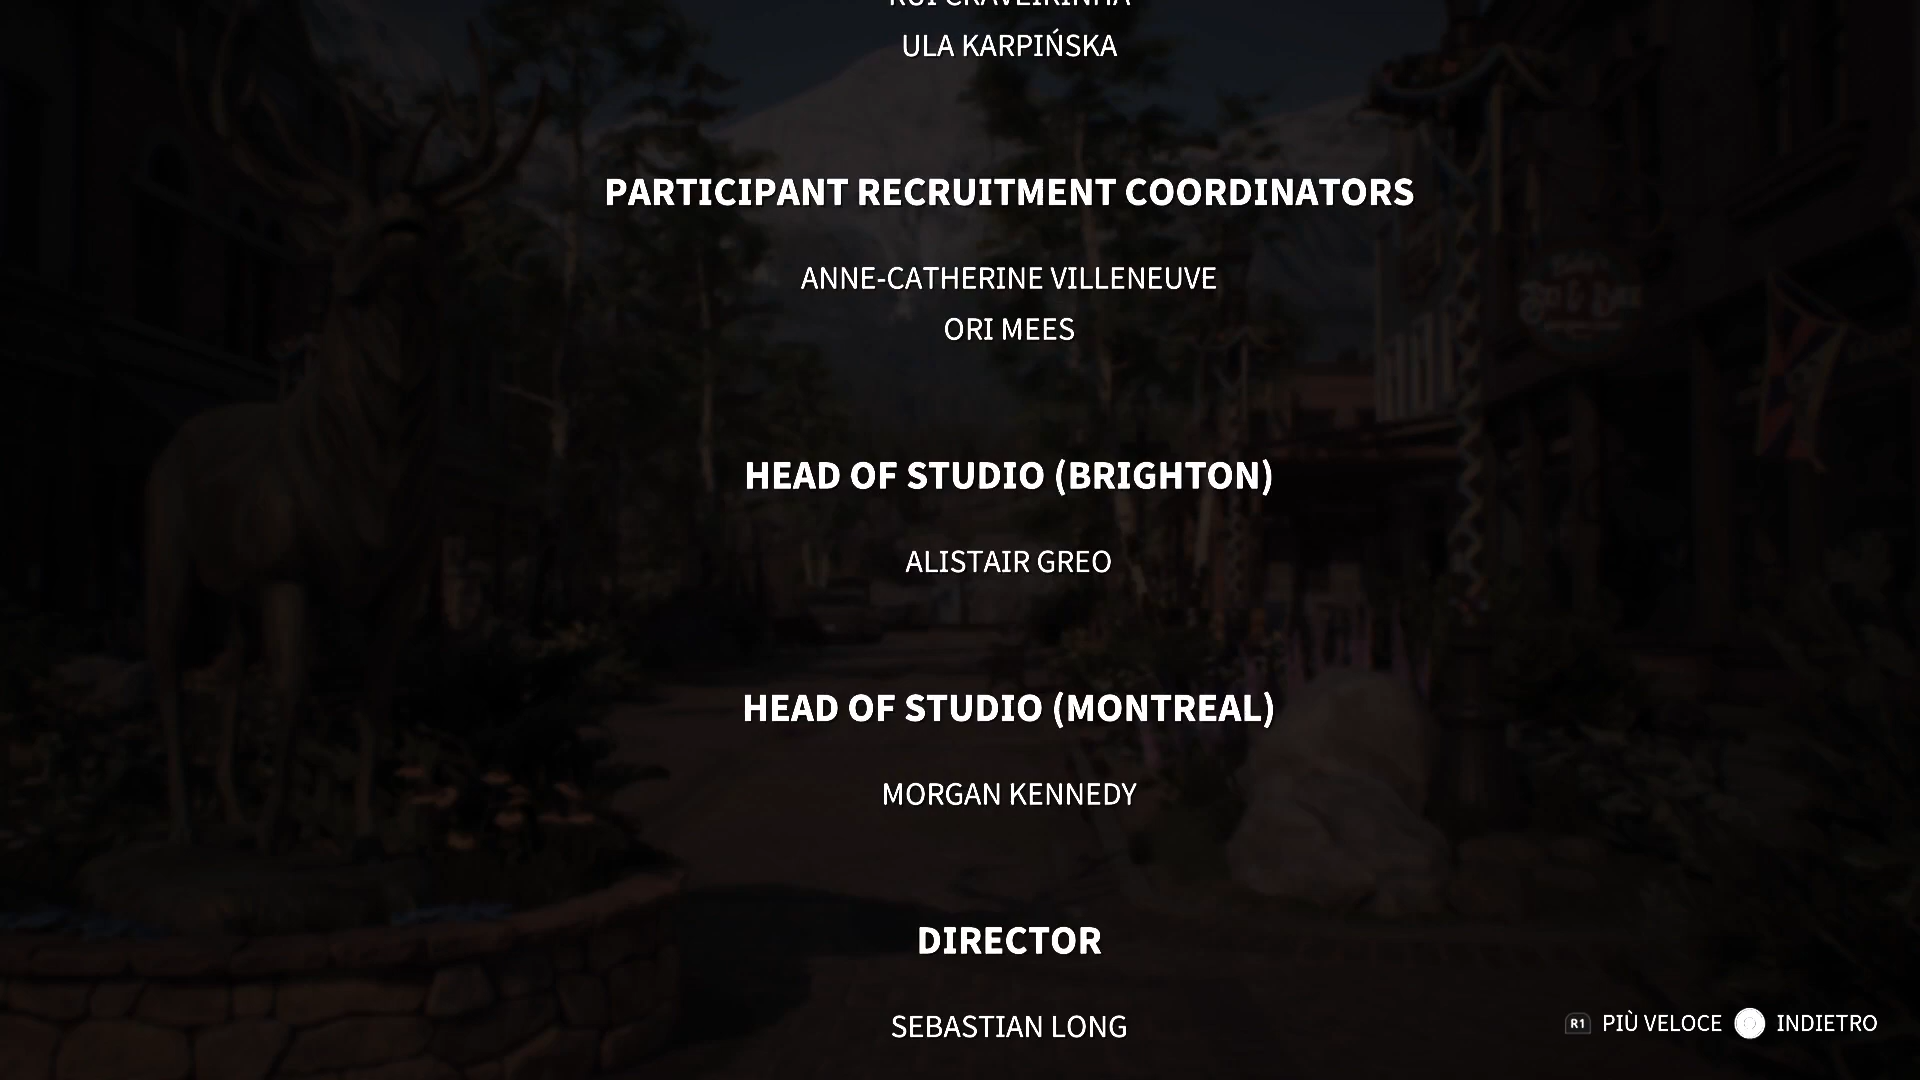 ULA KARPIŃSKA
PARTICIPANT RECRUITMENT COORDINATORS
ANNE-CATHERINE VILLENEUVE
ORI MEES
HEAD OF STUDIO (BRIGHTON)
ALISTAIR GREO
HEAD OF STUDIO (MONTREAL)
MORGAN KENNEDY
DIRECTOR
SEBASTIAN LONG
R1 PIÙ VELOCE INDIETRO